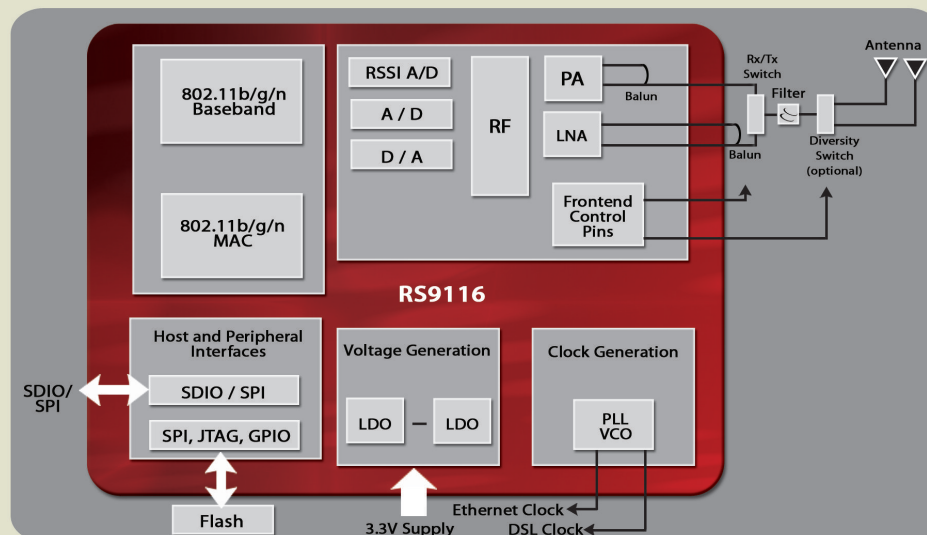 802.11b/g/n
Baseband
802.11b/g/n
MAC
RSSI A/D
A / D
D / A
RF
PA
LNA
Balun
Balun
Frontend
Control
Pins
Rx/Tx
Switch
Filter
Antenna
Diversity
Switch
(optional)
RS9116
Host and Peripheral
Interfaces
SDIO / SPI
SPI, JTAG, GPIO
SDIO/
SPI
Flash
Voltage Generation
LDO – LDO
3.3V Supply
Clock Generation
PLL
VCO
Ethernet Clock
DSL Clock